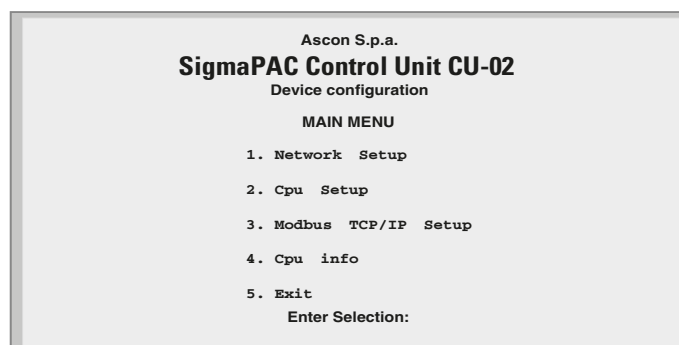 Ascon S.p.a.
SigmaPAC Control Unit CU-02
Device configuration
MAIN MENU
1. Network Setup
2. Cpu Setup
3. Modbus TCP/IP Setup
4. Cpu info
5. Exit
Enter Selection: